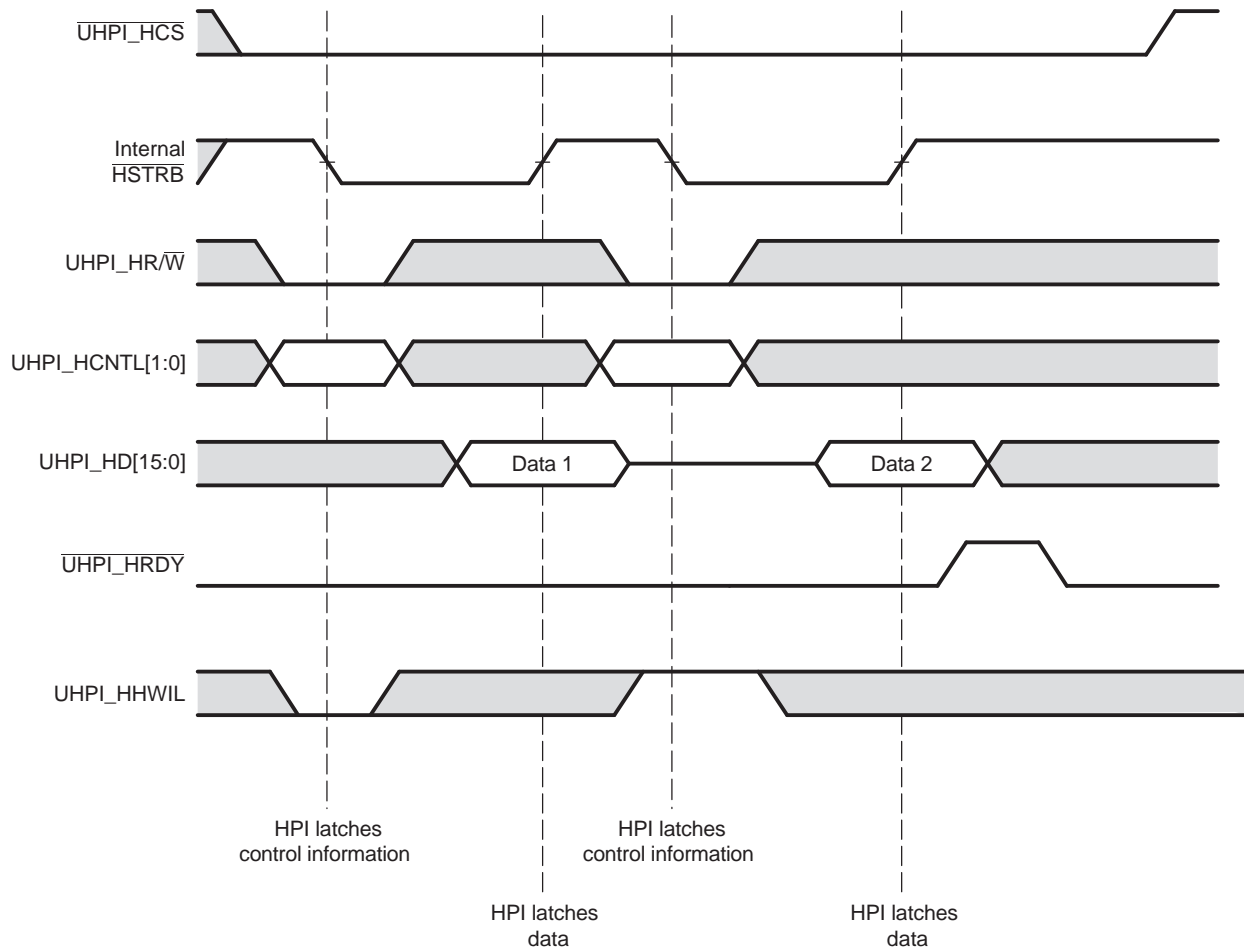 UHPI_HCS
Internal
HSTRB
UHPI_HR/W
UHPI_HCNTL[1:0]
UHPI_HD[15:0]
Data 1
Data 2
UHPI_HRDY
UHPI_HHWIL
HPI latches
control information
HPI latches
control information
HPI latches
data
HPI latches
data